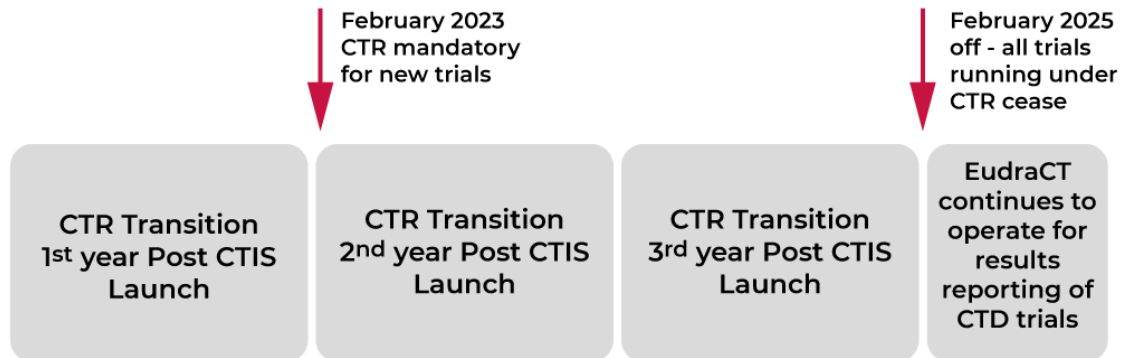 February 2023
CTR mandatory
for new trials
February 2025
off - all trials
running under
CTR cease
CTR Transition
1st year Post CTIS
Launch
CTR Transition
2nd year Post CTIS
Launch
CTR Transition
3rd year Post CTIS
Launch
EudraCT
continues to
operate for
results
reporting of
CTD trials